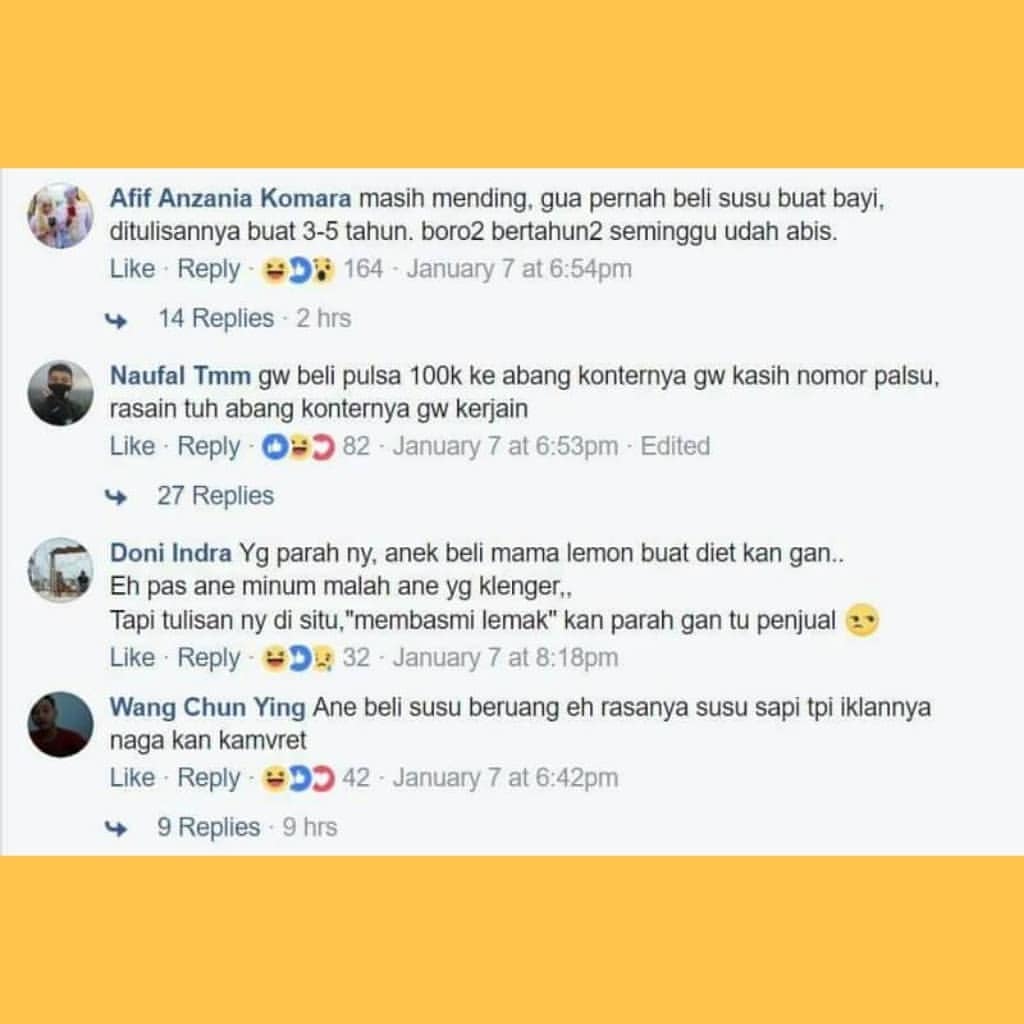 Afif Anzania Komara masih mending, gua pernah beli susu buat bayi,
ditulisannya buat 3-5 tahun. boro2 bertahun2 seminggu udah abis.
Like · Reply · 164 · January 7 at 6:54pm
14 Replies · 2 hrs
Naufal Tmm gw beli pulsa 100k ke abang konternya gw kasih nomor palsu,
rasain tuh abang konternya gw kerjain
Like · Reply · 82 · January 7 at 6:53pm · Edited
27 Replies
Doni Indra Yg parah ny, anek beli mama lemon buat diet kan gan..
Eh pas ane minum malah ane yg klenger,,
Tapi tulisan ny di situ,"membasmi lemak" kan parah gan tu penjual 😒
Like · Reply · 32 · January 7 at 8:18pm
Wang Chun Ying Ane beli susu beruang eh rasanya susu sapi tpi iklannya
naga kan kamvret
Like · Reply · 42 · January 7 at 6:42pm
9 Replies · 9 hrs